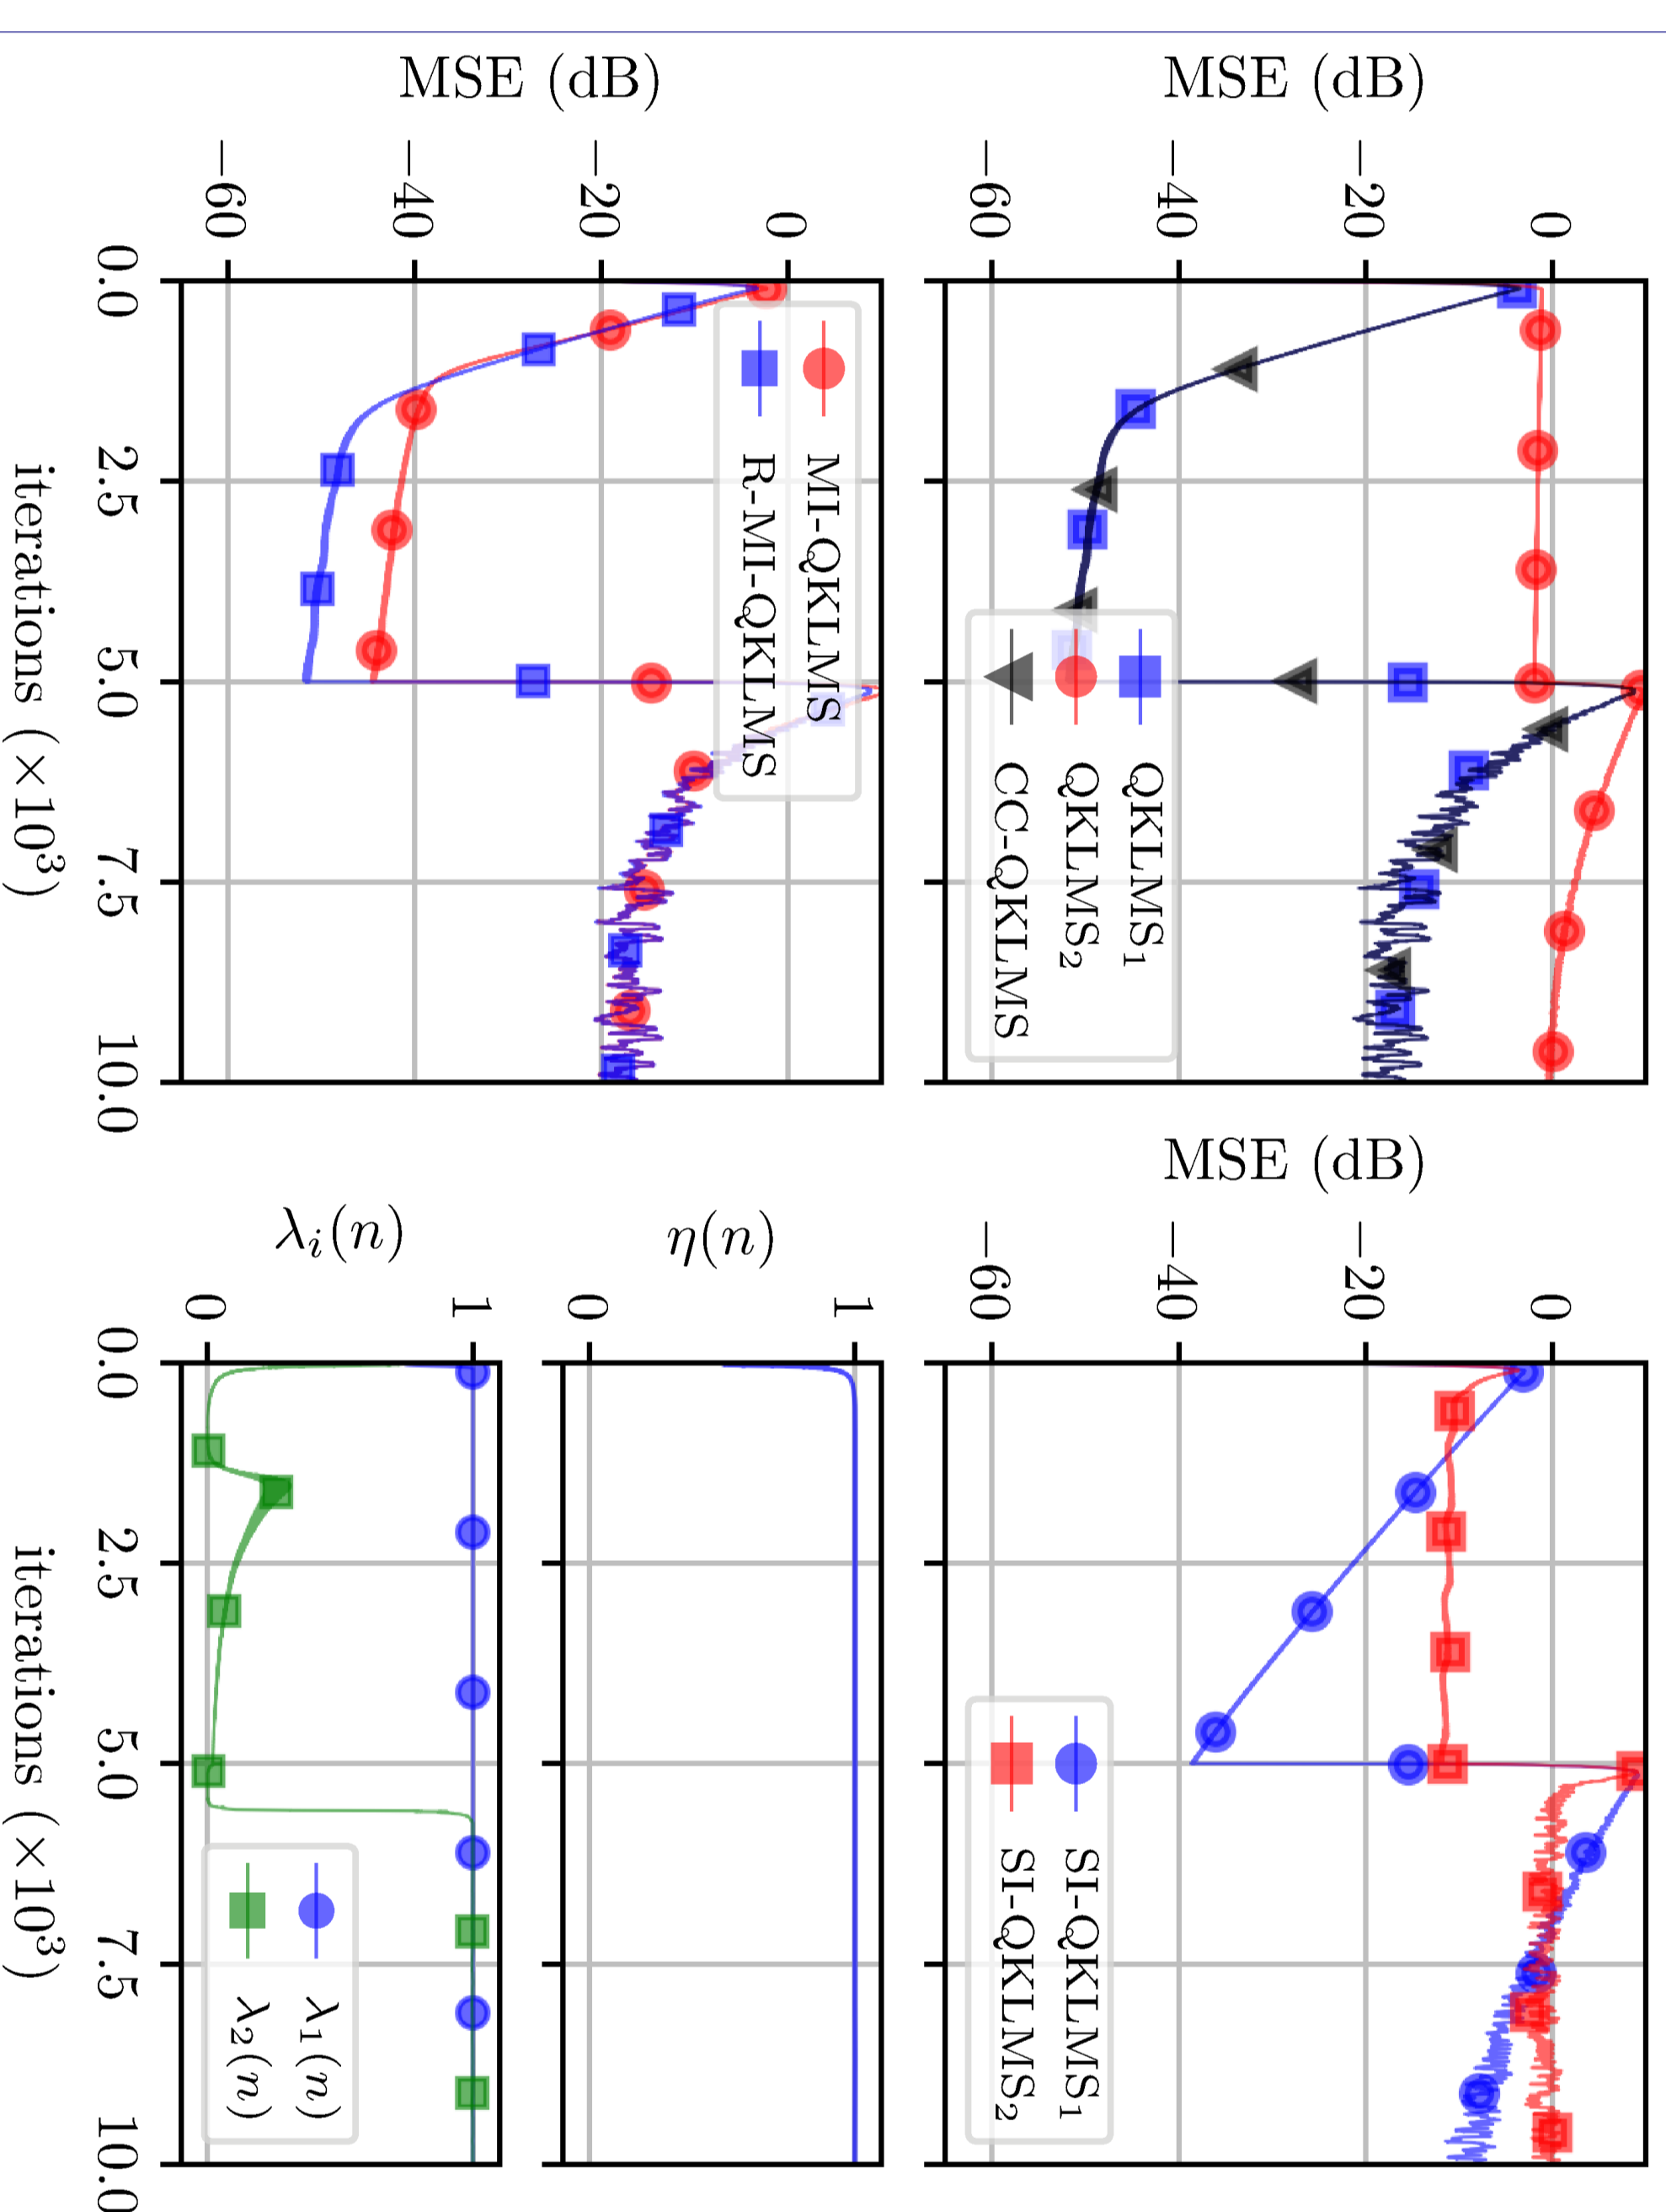 MSE (dB)
0
−20
−40
−60
QKLMS₁
QKLMS₂
CC-QKLMS
MSE (dB)
0
−20
−40
−60
SI-QKLMS₁
SI-QKLMS₂
MSE (dB)
0
−20
−40
−60
MI-QKLMS
R-MI-QKLMS
0.0 2.5 5.0 7.5 10.0
iterations (×10³)
η(n)
1
0
λᵢ(n)
1
0
λ₁(n)
λ₂(n)
0.0 2.5 5.0 7.5 10.0
iterations (×10³)